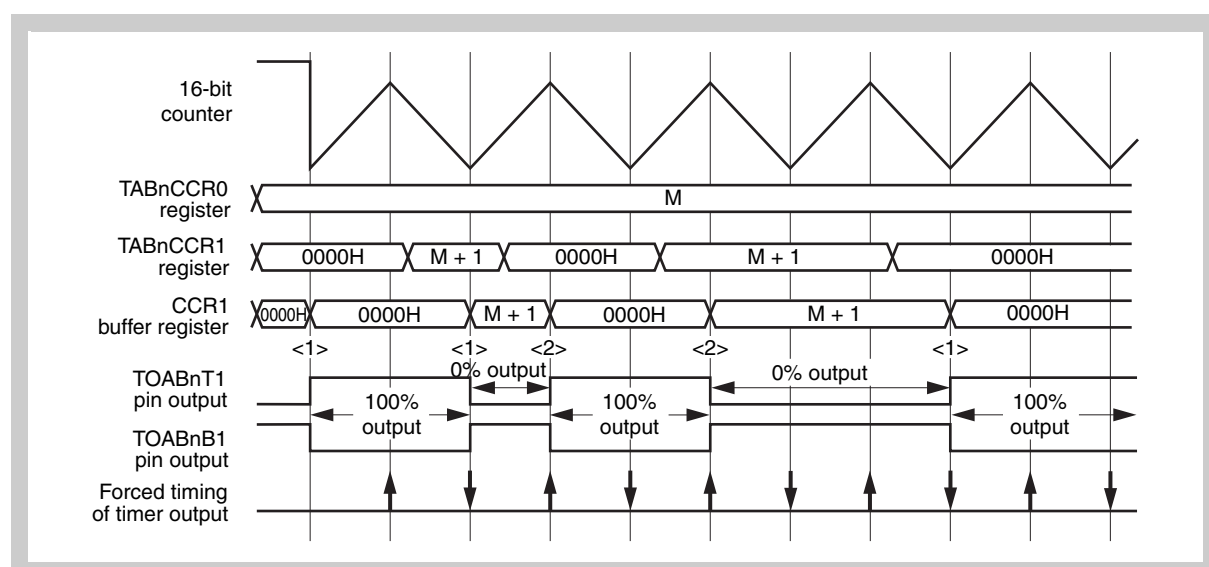 16-bit
counter
TABnCCR0
register
M
TABnCCR1
register
0000H
M + 1
0000H
M + 1
0000H
CCR1
buffer register
0000H
0000H
M + 1
0000H
M + 1
0000H
<1>
<1>
<2>
<2>
<1>
TOABnT1
pin output
0% output
0% output
100%
output
100%
output
100%
output
TOABnB1
pin output
Forced timing
of timer output